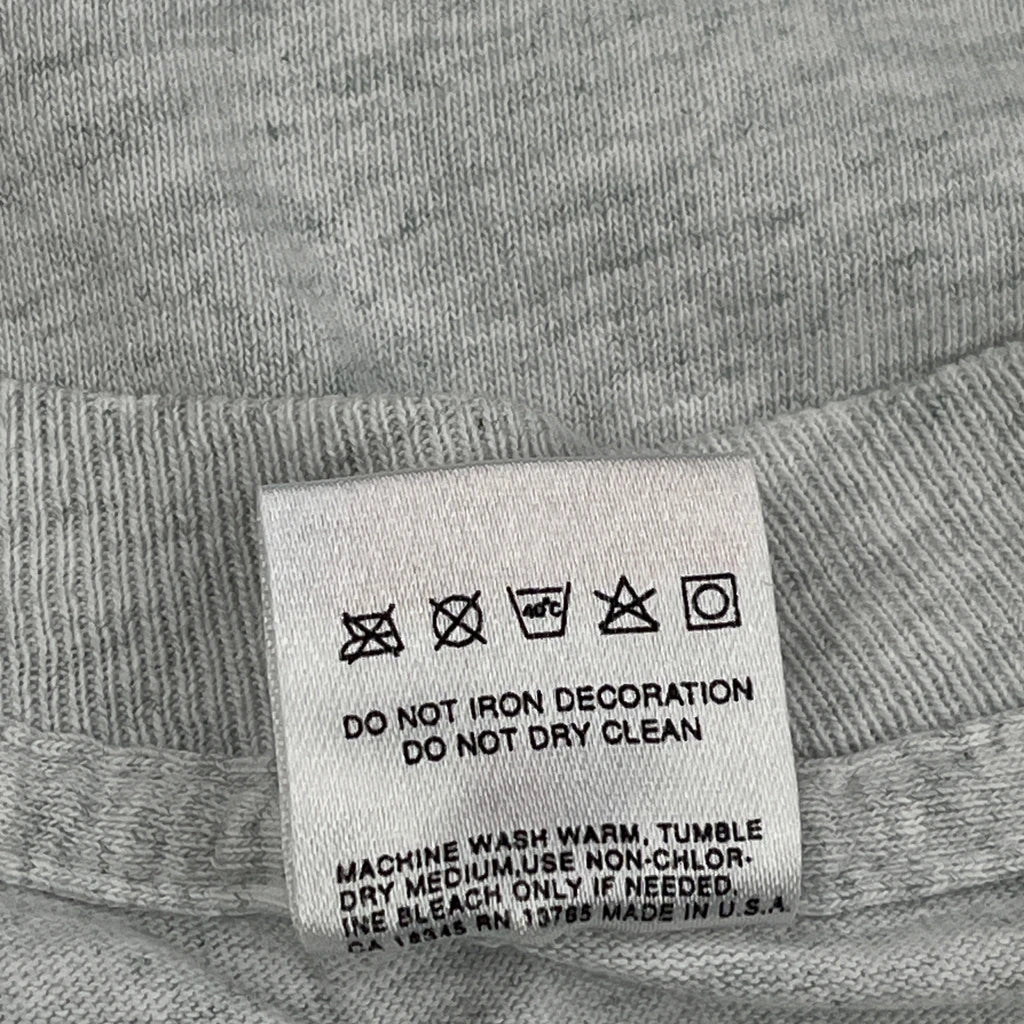 40°C
DO NOT IRON DECORATION
DO NOT DRY CLEAN
MACHINE WASH WARM, TUMBLE
DRY MEDIUM,USE NON-CHLOR-
INE BLEACH ONLY IF NEEDED.
RN 13765 MADE IN U.S.A.